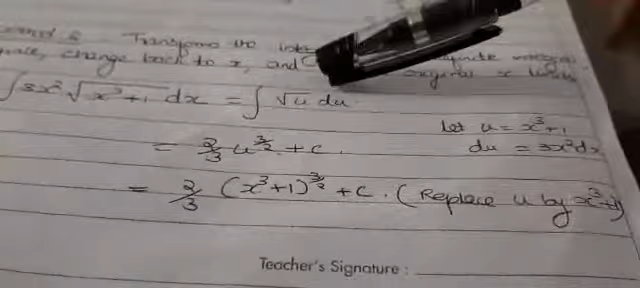 Transform the
change back to x, and original x
∫3x²√x³+1 dx = ∫√u du
let u = x³+1
= 2/3 u^3/2 + c.
du = 3x²dx
= 2/3 (x³+1)^3/2 + c. (Replace u by x³+1)
Teacher's Signature :